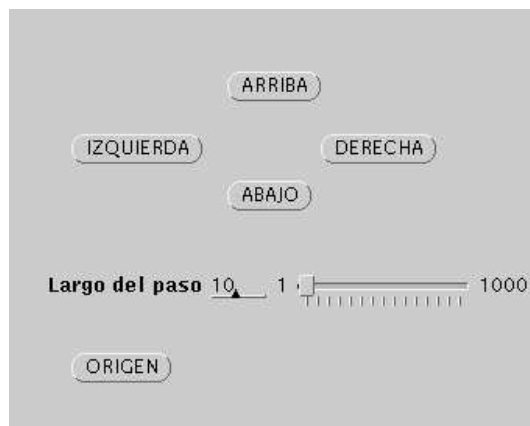 ARRIBA
IZQUIERDA DERECHA
ABAJO
Largo del paso 10 1 1000
ORIGEN